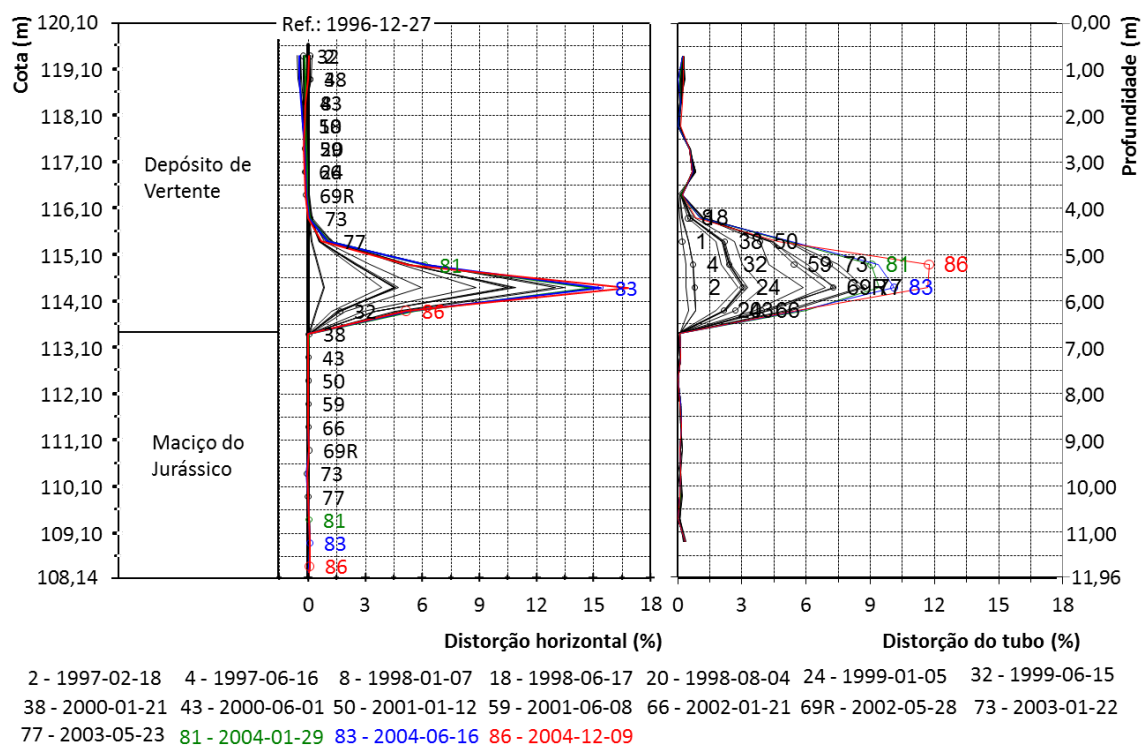 Ref.: 1996-12-27
Cota (m)
120,10
119,10
118,10
117,10
116,10
115,10
114,10
113,10
112,10
111,10
110,10
109,10
108,14
Depósito de
Vertente
Maciço do
Jurássico
69R
73
77
81
83
32
86
38
43
50
59
66
69R
73
77
81
83
86
0 3 6 9 12 15 18
Distorção horizontal (%)
1 38 50
4 32 59 73 81 86
2 24 83
0 3 6 9 12 15 18
Distorção do tubo (%)
Profundidade (m)
0,00
1,00
2,00
3,00
4,00
5,00
6,00
7,00
8,00
9,00
10,00
11,00
11,96
2 - 1997-02-18 4 - 1997-06-16 8 - 1998-01-07 18 - 1998-06-17 20 - 1998-08-04 24 - 1999-01-05 32 - 1999-06-15
38 - 2000-01-21 43 - 2000-06-01 50 - 2001-01-12 59 - 2001-06-08 66 - 2002-01-21 69R - 2002-05-28 73 - 2003-01-22
77 - 2003-05-23 81 - 2004-01-29 83 - 2004-06-16 86 - 2004-12-09